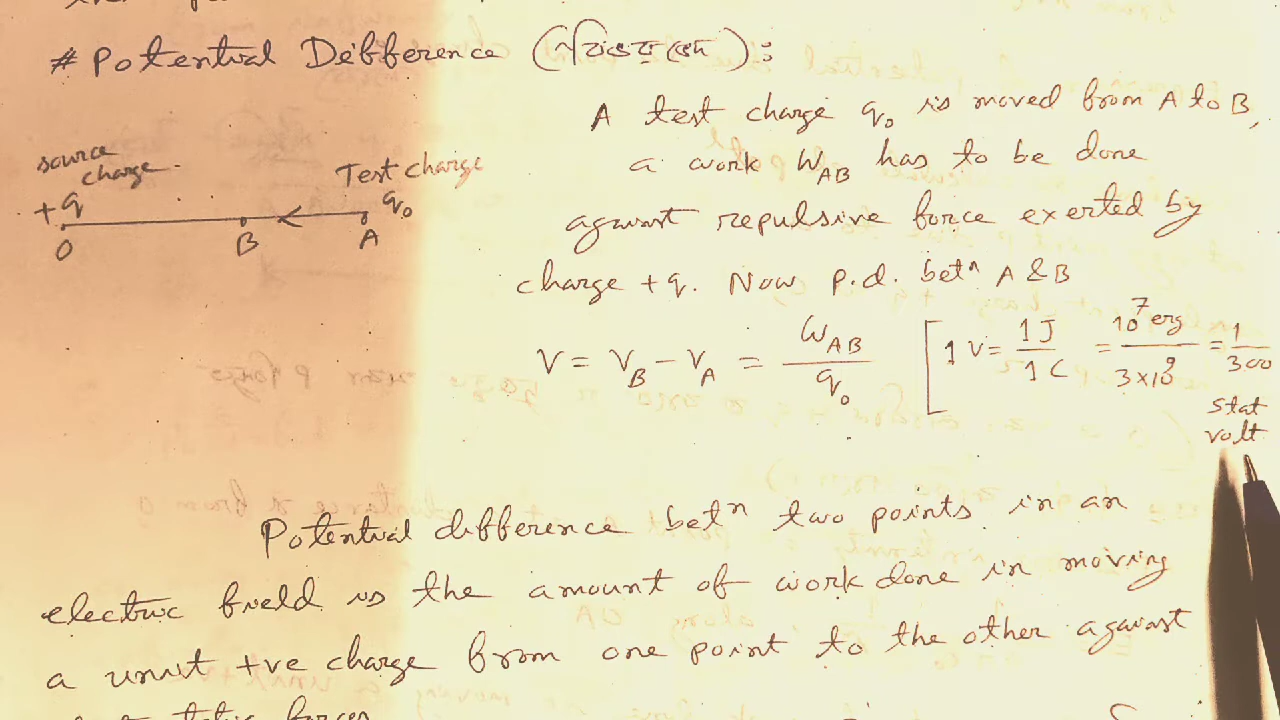 # Potential Difference (বিভব ভেদ):
A test charge q₀ is moved from A to B,
a work W_AB has to be done
against repulsive force exerted by
charge +q. Now p.d. betⁿ A & B
source
charge
Test charge
+q
q₀
O B A
V = V_B - V_A = W_AB / q₀ [1 V = 1 J / 1 C = 10⁷ erg / 3×10⁹ = 1 / 300
stat
volt
Potential difference betⁿ two points in an
electric field is the amount of work done in moving
a unit +ve charge from one point to the other against